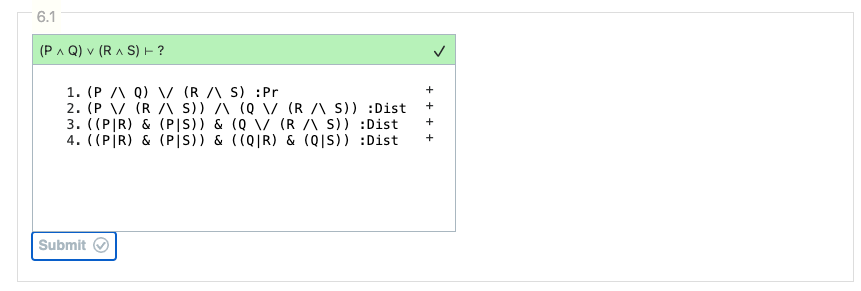 6.1
(P ∧ Q) ∨ (R ∧ S) ⊢ ? ✓
1. (P /\ Q) \/ (R /\ S) :Pr +
2. (P \/ (R /\ S)) /\ (Q \/ (R /\ S)) :Dist +
3. ((P|R) & (P|S)) & (Q \/ (R /\ S)) :Dist +
4. ((P|R) & (P|S)) & ((Q|R) & (Q|S)) :Dist +
Submit